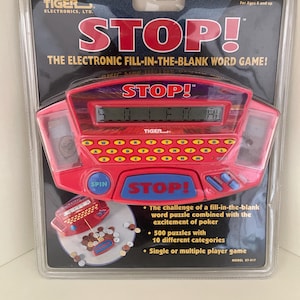 TIGER
ELECTRONICS, LTD
For Ages 8 and up
STOP!
THE ELECTRONIC FILL-IN-THE-BLANK WORD GAME!
STOP!
TIGER
SPIN
STOP!
• The challenge of a fill-in-the-blank
word puzzle combined with the
excitement of poker
• 500 puzzles with
10 different categories
• Single or multiple player game